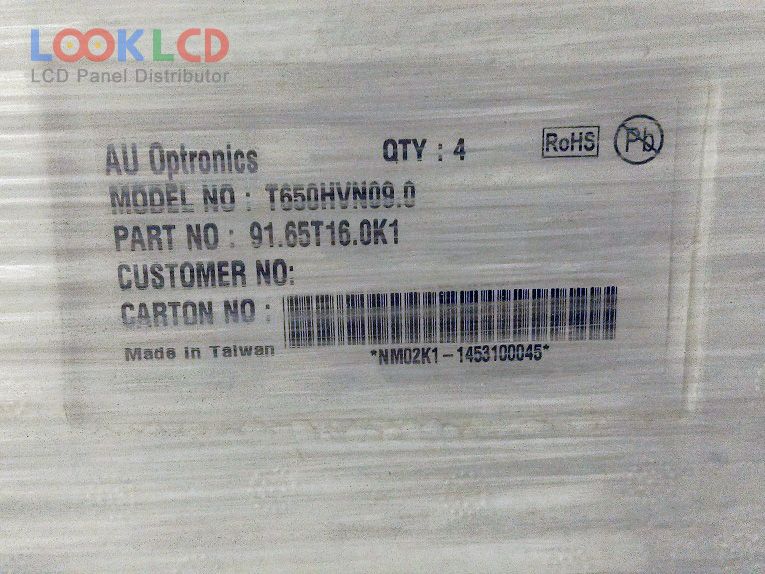 LOOKLCD
LCD Panel Distributor
AU Optronics QTY : 4 RoHS Pb
MODEL NO : T650HVN09.0
PART NO : 91.65T16.0K1
CUSTOMER NO:
CARTON NO :
Made in Taiwan *NM02K1-1453100045*